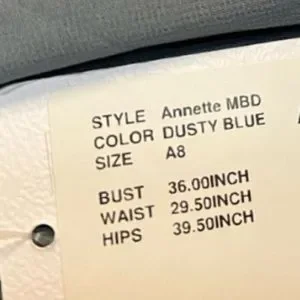 STYLE Annette MBD
COLOR DUSTY BLUE
SIZE A8
BUST 36.00INCH
WAIST 29.50INCH
HIPS 39.50INCH